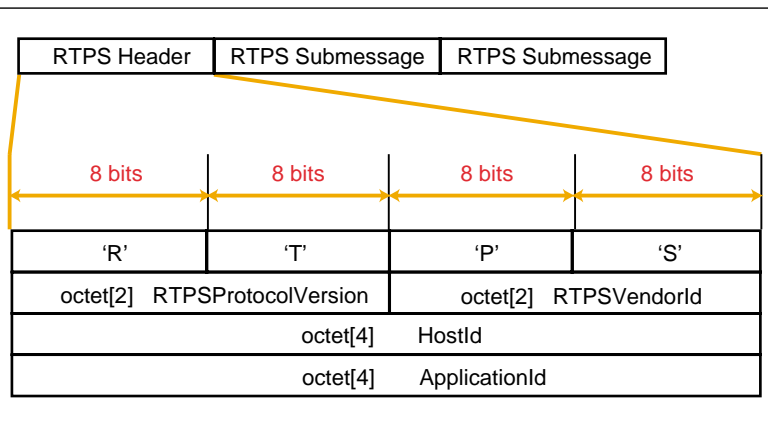 RTPS Header RTPS Submessage RTPS Submessage
8 bits 8 bits 8 bits 8 bits
‘R’ ‘T’ ‘P’ ‘S’
octet[2] RTPSProtocolVersion octet[2] RTPSVendorId
octet[4] HostId
octet[4] ApplicationId